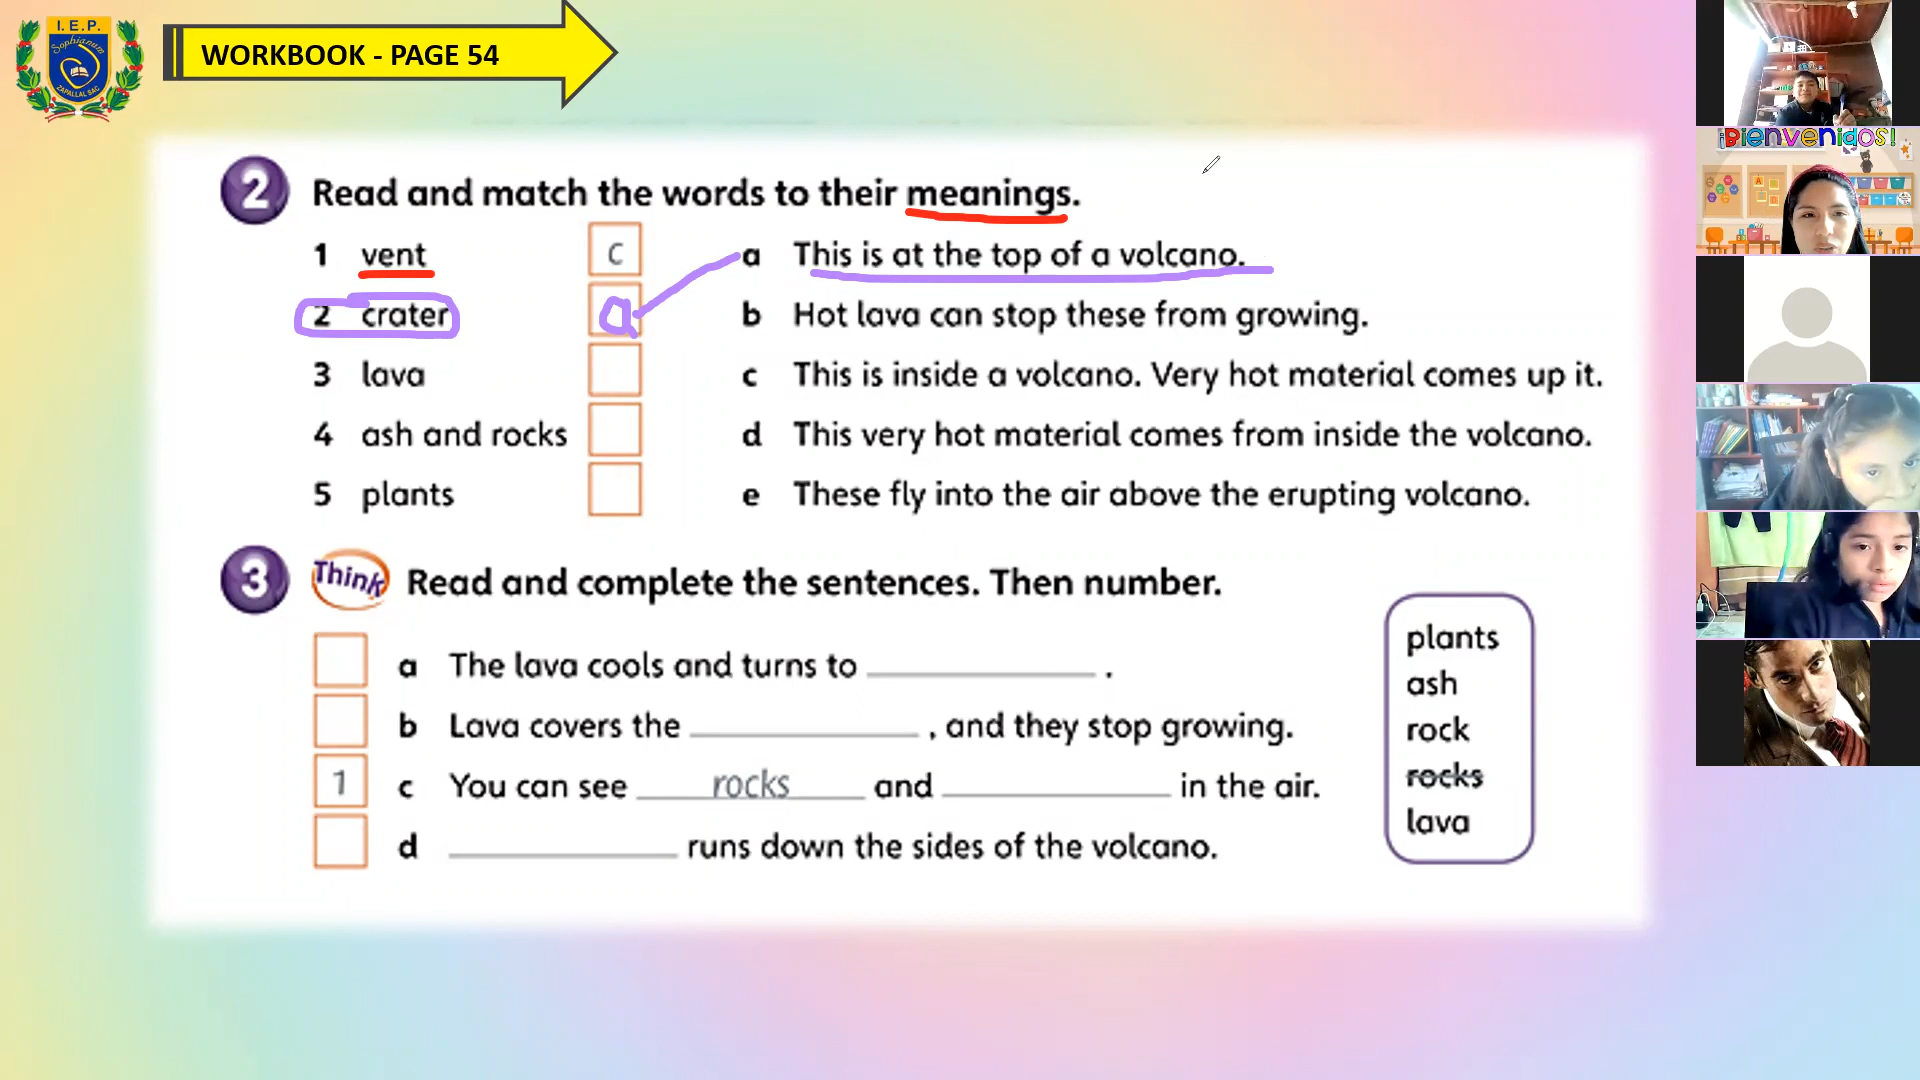 I.E.P.
Sophianum
ZAPALLAL SAC
WORKBOOK - PAGE 54
¡Bienvenidos!
2 Read and match the words to their meanings.
1 vent c a This is at the top of a volcano.
2 crater a b Hot lava can stop these from growing.
3 lava c This is inside a volcano. Very hot material comes up it.
4 ash and rocks d This very hot material comes from inside the volcano.
5 plants e These fly into the air above the erupting volcano.
3 Think Read and complete the sentences. Then number.
a The lava cools and turns to ____ .
b Lava covers the ____ , and they stop growing.
1 c You can see rocks and ____ in the air.
d ____ runs down the sides of the volcano.
plants
ash
rock
rocks
lava